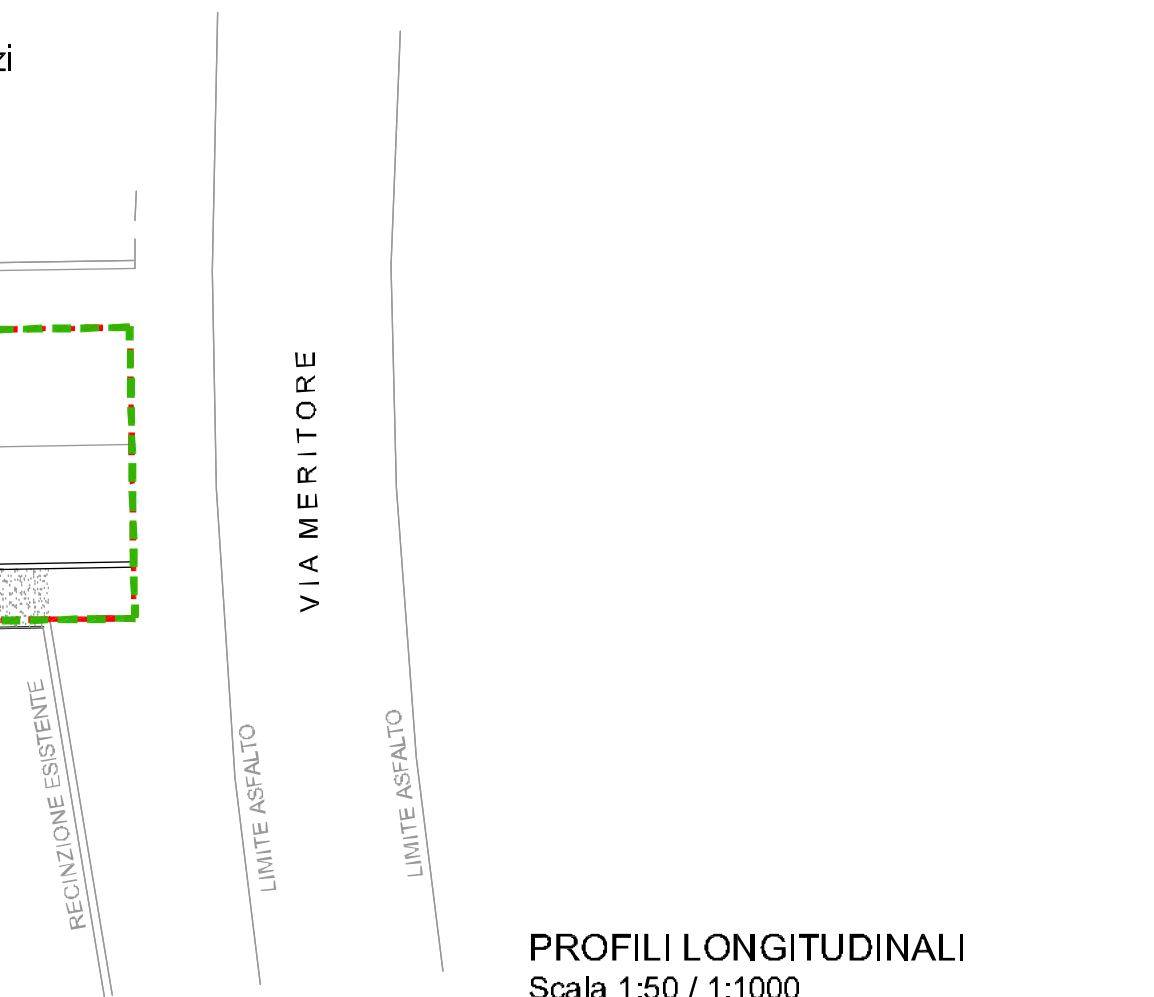 zi
VIA MERITORE
RECINZIONE ESISTENTE
LIMITE ASFALTO
LIMITE ASFALTO
PROFILI LONGITUDINALI
Scala 1:50 / 1:1000